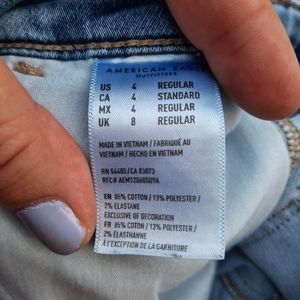 AMERICAN EAGLE
OUTFITTERS
US 4 REGULAR
CA 4 STANDARD
MX 4 REGULAR
UK 8 REGULAR
MADE IN VIETNAM / FABRIQUÉ AU
VIETNAM / HECHO EN VIETNAM
RN 54485/CA 03873
RFC# AEM1206050YA
EN 85% COTTON / 13% POLYESTER /
2% ELASTANE
EXCLUSIVE OF DECORATION
FR 85% COTON / 13% POLYESTER /
2% ÉLASTHANNE
À L'EXCEPTION DE LA GARNITURE